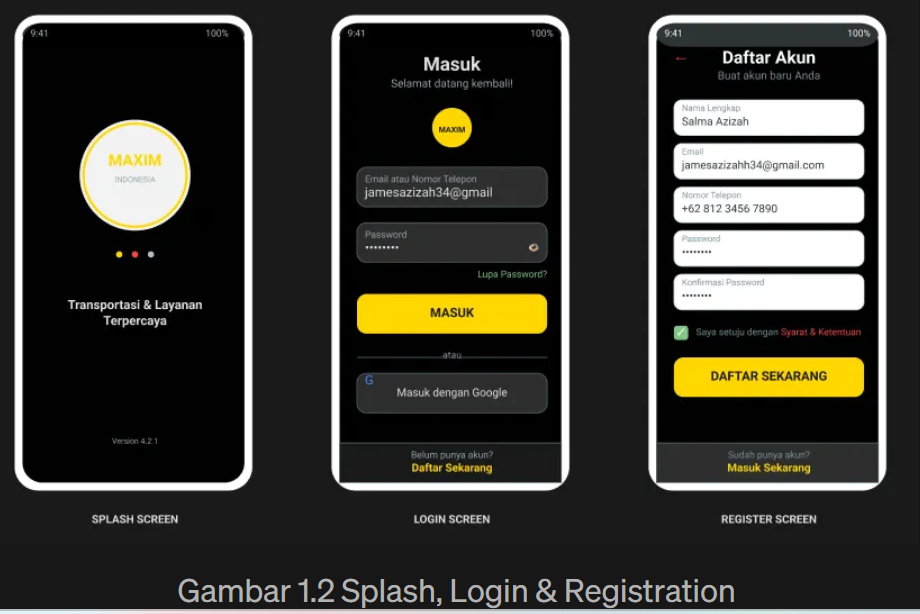 9:41 100%
MAXIM
INDONESIA
Transportasi & Layanan
Terpercaya
Version 4.2.1
SPLASH SCREEN
9:41 100%
Masuk
Selamat datang kembali!
MAXIM
Email atau Nomor Telepon
jamesazizah34@gmail
Password
••••••••
Lupa Password?
MASUK
atau
G
Masuk dengan Google
Belum punya akun?
Daftar Sekarang
LOGIN SCREEN
9:41 100%
← Daftar Akun
Buat akun baru Anda
Nama Lengkap
Salma Azizah
Email
jamesazizahh34@gmail.com
Nomor Telepon
+62 812 3456 7890
Password
••••••••
Konfirmasi Password
••••••••
Saya setuju dengan Syarat & Ketentuan
DAFTAR SEKARANG
Sudah punya akun?
Masuk Sekarang
REGISTER SCREEN
Gambar 1.2 Splash, Login & Registration